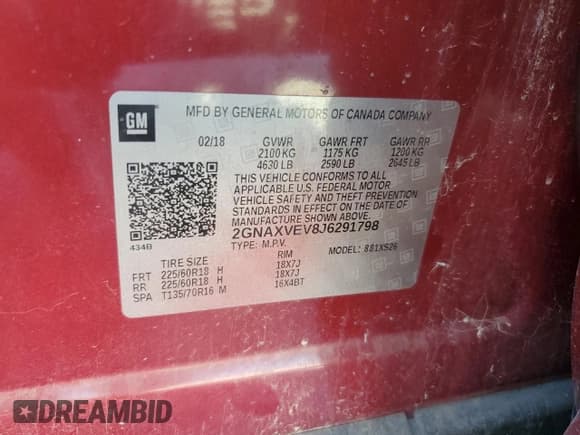 GM
MFD BY GENERAL MOTORS OF CANADA COMPANY
02/18 GVWR GAWR FRT GAWR RR
2100 KG 1175 KG 1200 KG
4630 LB 2590 LB 2645 LB
THIS VEHICLE CONFORMS TO ALL
APPLICABLE U.S. FEDERAL MOTOR
VEHICLE SAFETY AND THEFT PREVENTION
STANDARDS IN EFFECT ON THE DATE OF
MANUFACTURE SHOWN ABOVE.
434B
2GNAXVEV8J6291798
TYPE: M.P.V. MODEL: 881XS26
TIRE SIZE RIM
FRT 225/60R18 H 18X7J
RR 225/60R18 H 18X7J
SPA T135/70R16 M 16X4BT
DREAMBID